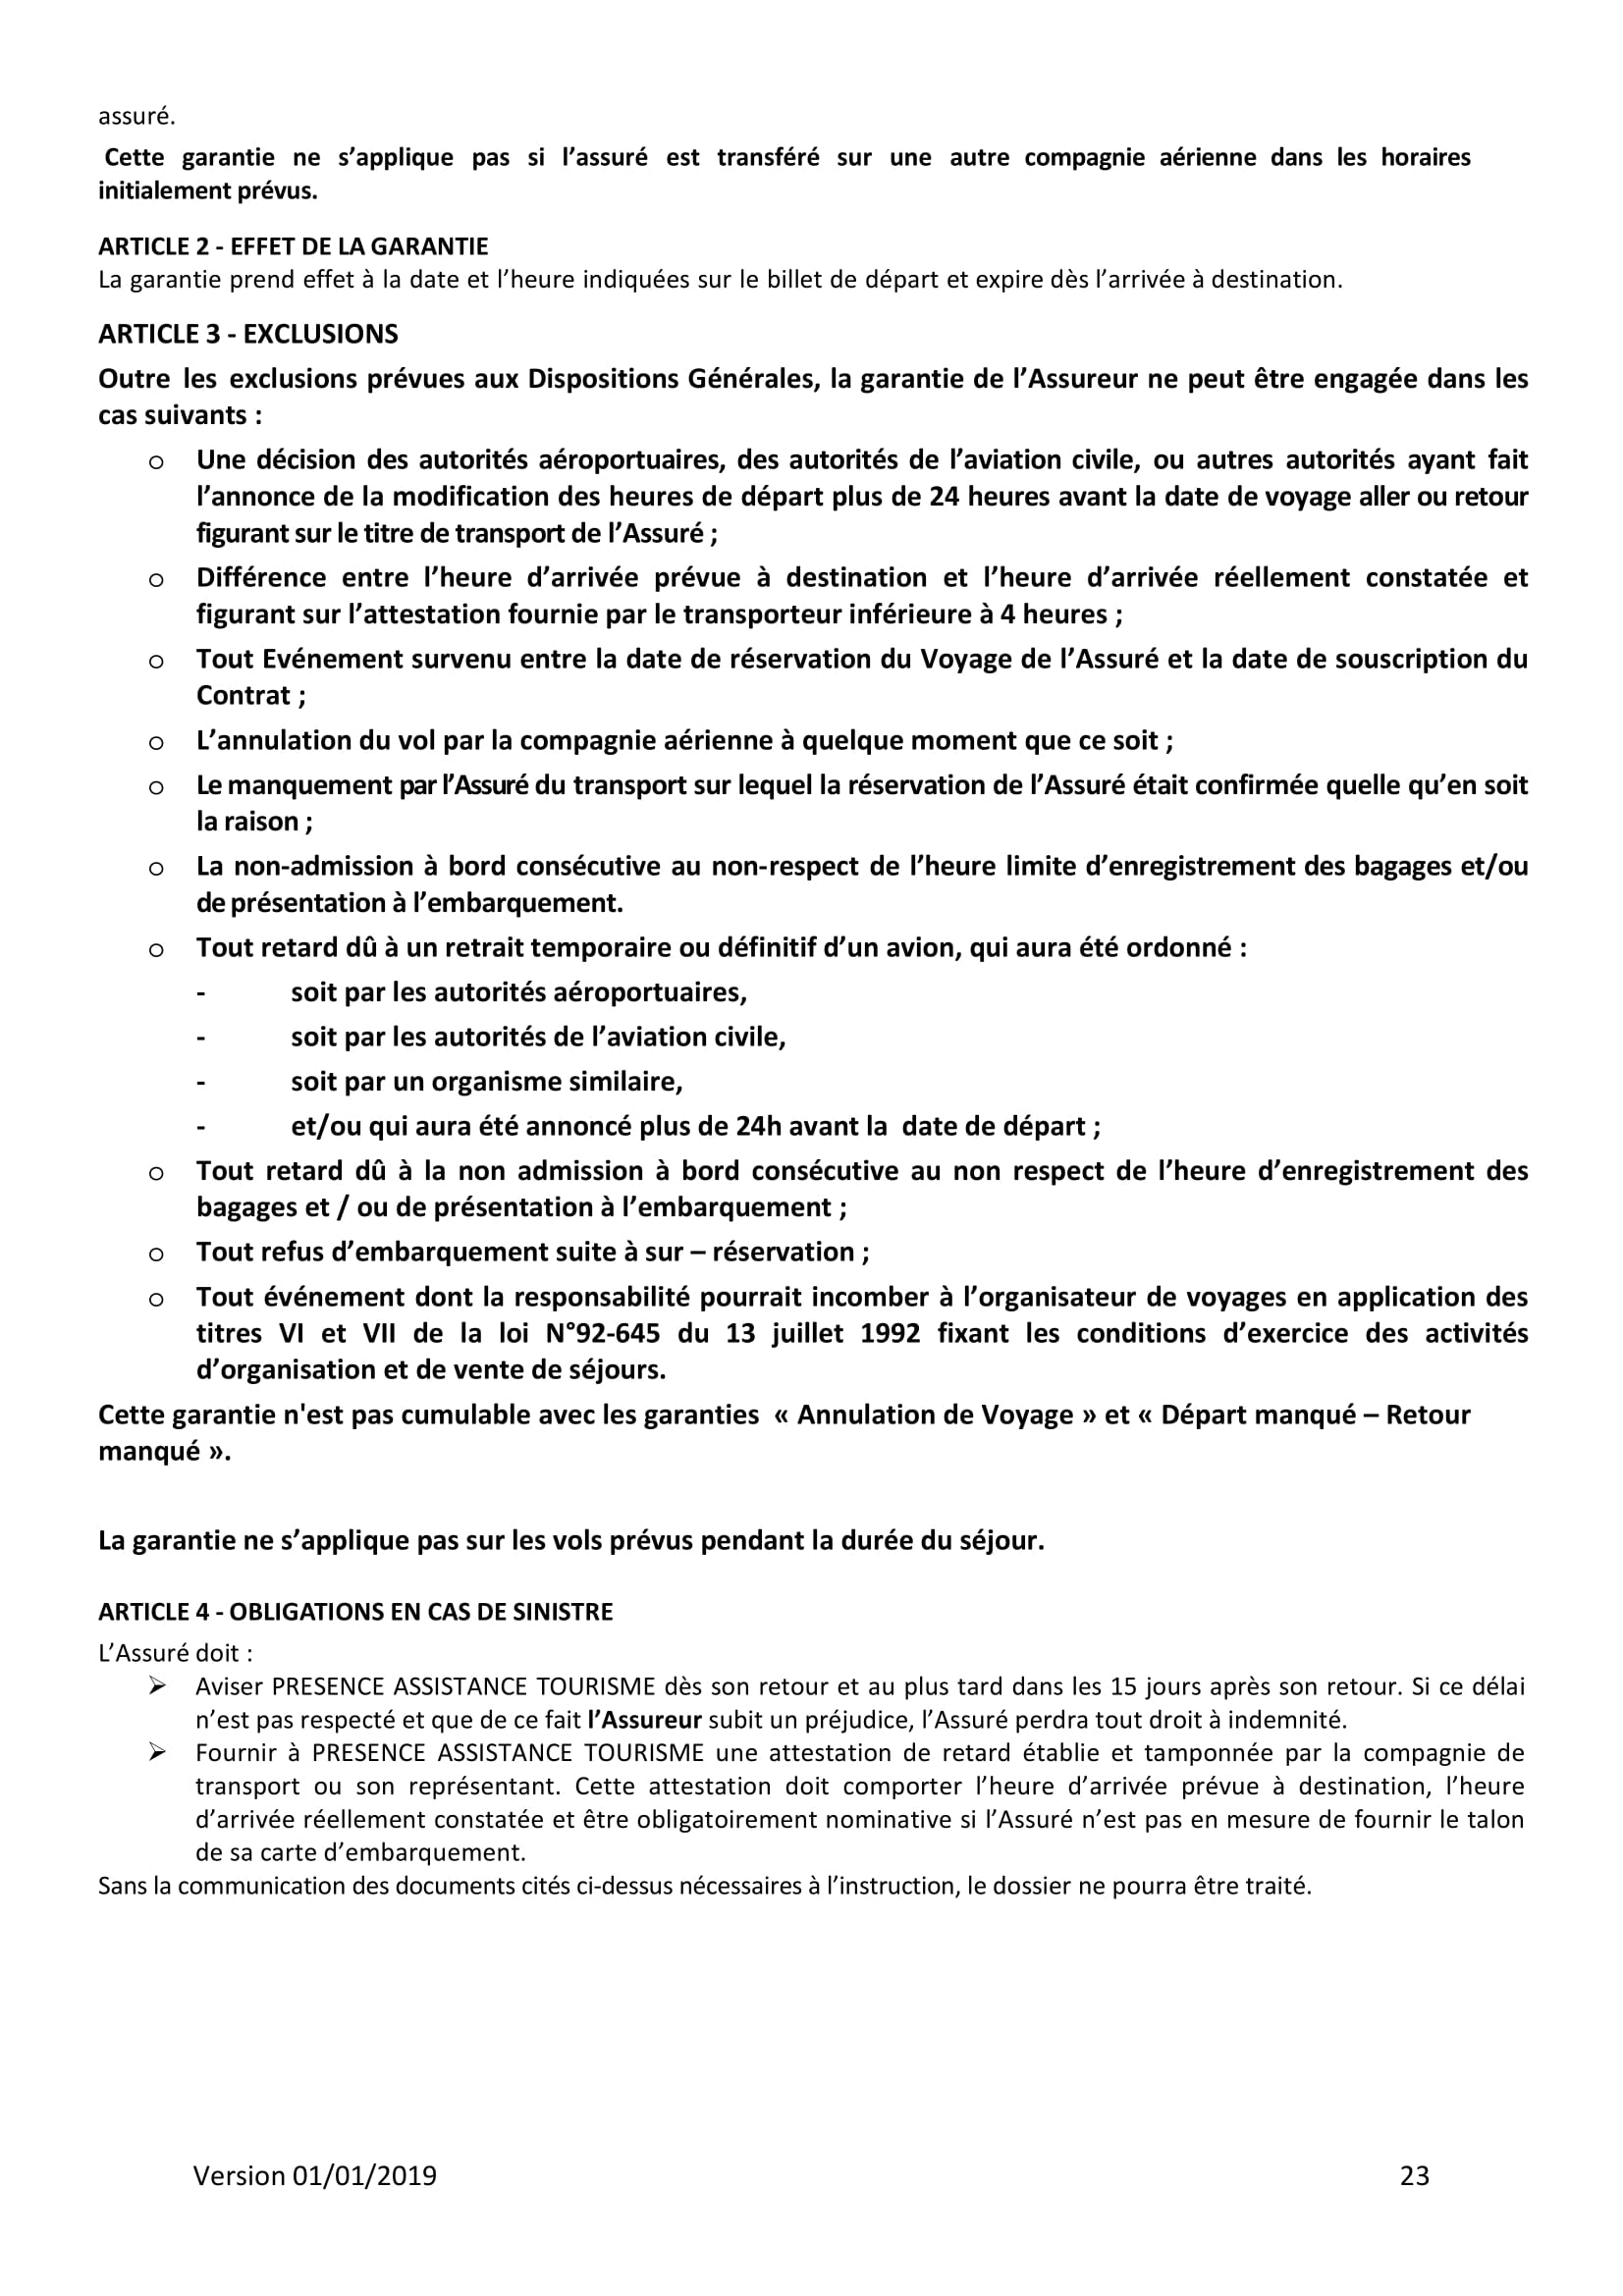 assuré.
Cette garantie ne s’applique pas si l’assuré est transféré sur une autre compagnie aérienne dans les horaires
initialement prévus.
ARTICLE 2 - EFFET DE LA GARANTIE
La garantie prend effet à la date et l’heure indiquées sur le billet de départ et expire dès l’arrivée à destination.
ARTICLE 3 - EXCLUSIONS
Outre les exclusions prévues aux Dispositions Générales, la garantie de l’Assureur ne peut être engagée dans les
cas suivants :
o Une décision des autorités aéroportuaires, des autorités de l’aviation civile, ou autres autorités ayant fait
l’annonce de la modification des heures de départ plus de 24 heures avant la date de voyage aller ou retour
figurant sur le titre de transport de l’Assuré ;
o Différence entre l’heure d’arrivée prévue à destination et l’heure d’arrivée réellement constatée et
figurant sur l’attestation fournie par le transporteur inférieure à 4 heures ;
o Tout Evénement survenu entre la date de réservation du Voyage de l’Assuré et la date de souscription du
Contrat ;
o L’annulation du vol par la compagnie aérienne à quelque moment que ce soit ;
o Le manquement par l’Assuré du transport sur lequel la réservation de l’Assuré était confirmée quelle qu’en soit
la raison ;
o La non-admission à bord consécutive au non-respect de l’heure limite d’enregistrement des bagages et/ou
de présentation à l’embarquement.
o Tout retard dû à un retrait temporaire ou définitif d’un avion, qui aura été ordonné :
- soit par les autorités aéroportuaires,
- soit par les autorités de l’aviation civile,
- soit par un organisme similaire,
- et/ou qui aura été annoncé plus de 24h avant la date de départ ;
o Tout retard dû à la non admission à bord consécutive au non respect de l’heure d’enregistrement des
bagages et / ou de présentation à l’embarquement ;
o Tout refus d’embarquement suite à sur – réservation ;
o Tout événement dont la responsabilité pourrait incomber à l’organisateur de voyages en application des
titres VI et VII de la loi N°92-645 du 13 juillet 1992 fixant les conditions d’exercice des activités
d’organisation et de vente de séjours.
Cette garantie n'est pas cumulable avec les garanties « Annulation de Voyage » et « Départ manqué – Retour
manqué ».
La garantie ne s’applique pas sur les vols prévus pendant la durée du séjour.
ARTICLE 4 - OBLIGATIONS EN CAS DE SINISTRE
L’Assuré doit :
➢ Aviser PRESENCE ASSISTANCE TOURISME dès son retour et au plus tard dans les 15 jours après son retour. Si ce délai
n’est pas respecté et que de ce fait l’Assureur subit un préjudice, l’Assuré perdra tout droit à indemnité.
➢ Fournir à PRESENCE ASSISTANCE TOURISME une attestation de retard établie et tamponnée par la compagnie de
transport ou son représentant. Cette attestation doit comporter l’heure d’arrivée prévue à destination, l’heure
d’arrivée réellement constatée et être obligatoirement nominative si l’Assuré n’est pas en mesure de fournir le talon
de sa carte d’embarquement.
Sans la communication des documents cités ci-dessus nécessaires à l’instruction, le dossier ne pourra être traité.
Version 01/01/2019 23